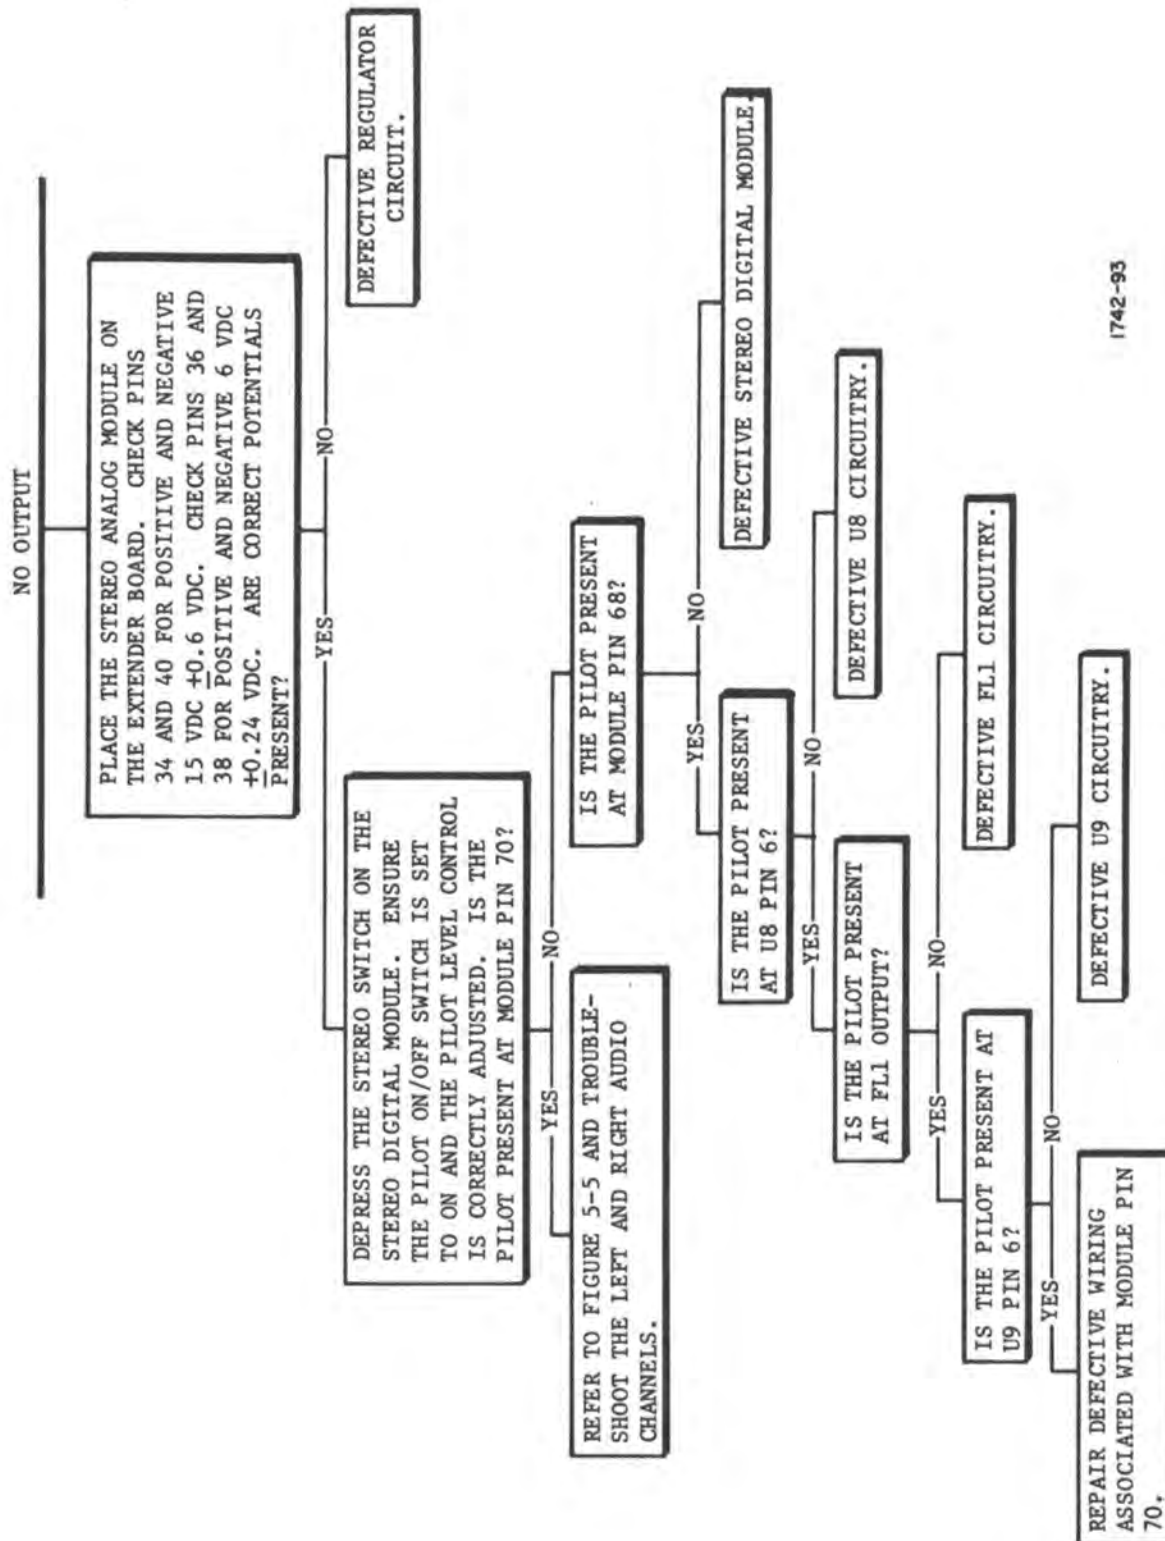 NO OUTPUT
PLACE THE STEREO ANALOG MODULE ON
THE EXTENDER BOARD. CHECK PINS
34 AND 40 FOR POSITIVE AND NEGATIVE
15 VDC ±0.6 VDC. CHECK PINS 36 AND
38 FOR POSITIVE AND NEGATIVE 6 VDC
±0.24 VDC. ARE CORRECT POTENTIALS
PRESENT?
YES
NO
DEFECTIVE REGULATOR
CIRCUIT.
DEPRESS THE STEREO SWITCH ON THE
STEREO DIGITAL MODULE. ENSURE
THE PILOT ON/OFF SWITCH IS SET
TO ON AND THE PILOT LEVEL CONTROL
IS CORRECTLY ADJUSTED. IS THE
PILOT PRESENT AT MODULE PIN 70?
YES
NO
REFER TO FIGURE 5-5 AND TROUBLE-
SHOOT THE LEFT AND RIGHT AUDIO
CHANNELS.
IS THE PILOT PRESENT
AT MODULE PIN 68?
YES
NO
IS THE PILOT PRESENT
AT U8 PIN 6?
DEFECTIVE STEREO DIGITAL MODULE.
YES
NO
IS THE PILOT PRESENT
AT FL1 OUTPUT?
DEFECTIVE U8 CIRCUITRY.
YES
NO
IS THE PILOT PRESENT AT
U9 PIN 6?
DEFECTIVE FL1 CIRCUITRY.
YES
NO
REPAIR DEFECTIVE WIRING
ASSOCIATED WITH MODULE PIN
70.
DEFECTIVE U9 CIRCUITRY.
1742-93